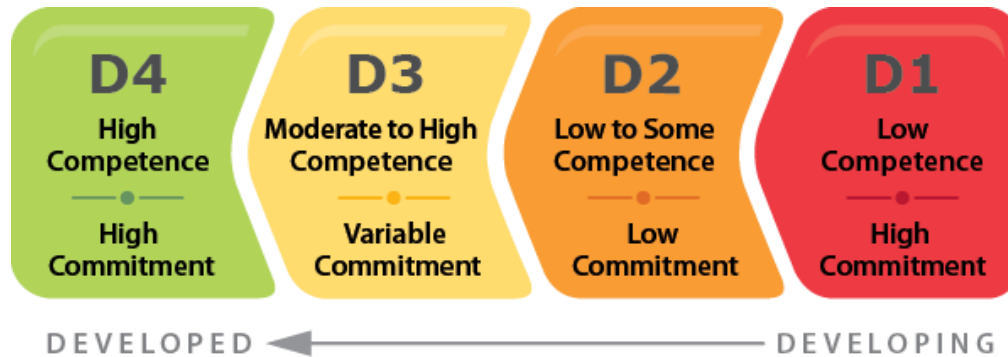 D4
High
Competence
High
Commitment
D3
Moderate to High
Competence
Variable
Commitment
D2
Low to Some
Competence
Low
Commitment
D1
Low
Competence
High
Commitment
DEVELOPED
DEVELOPING